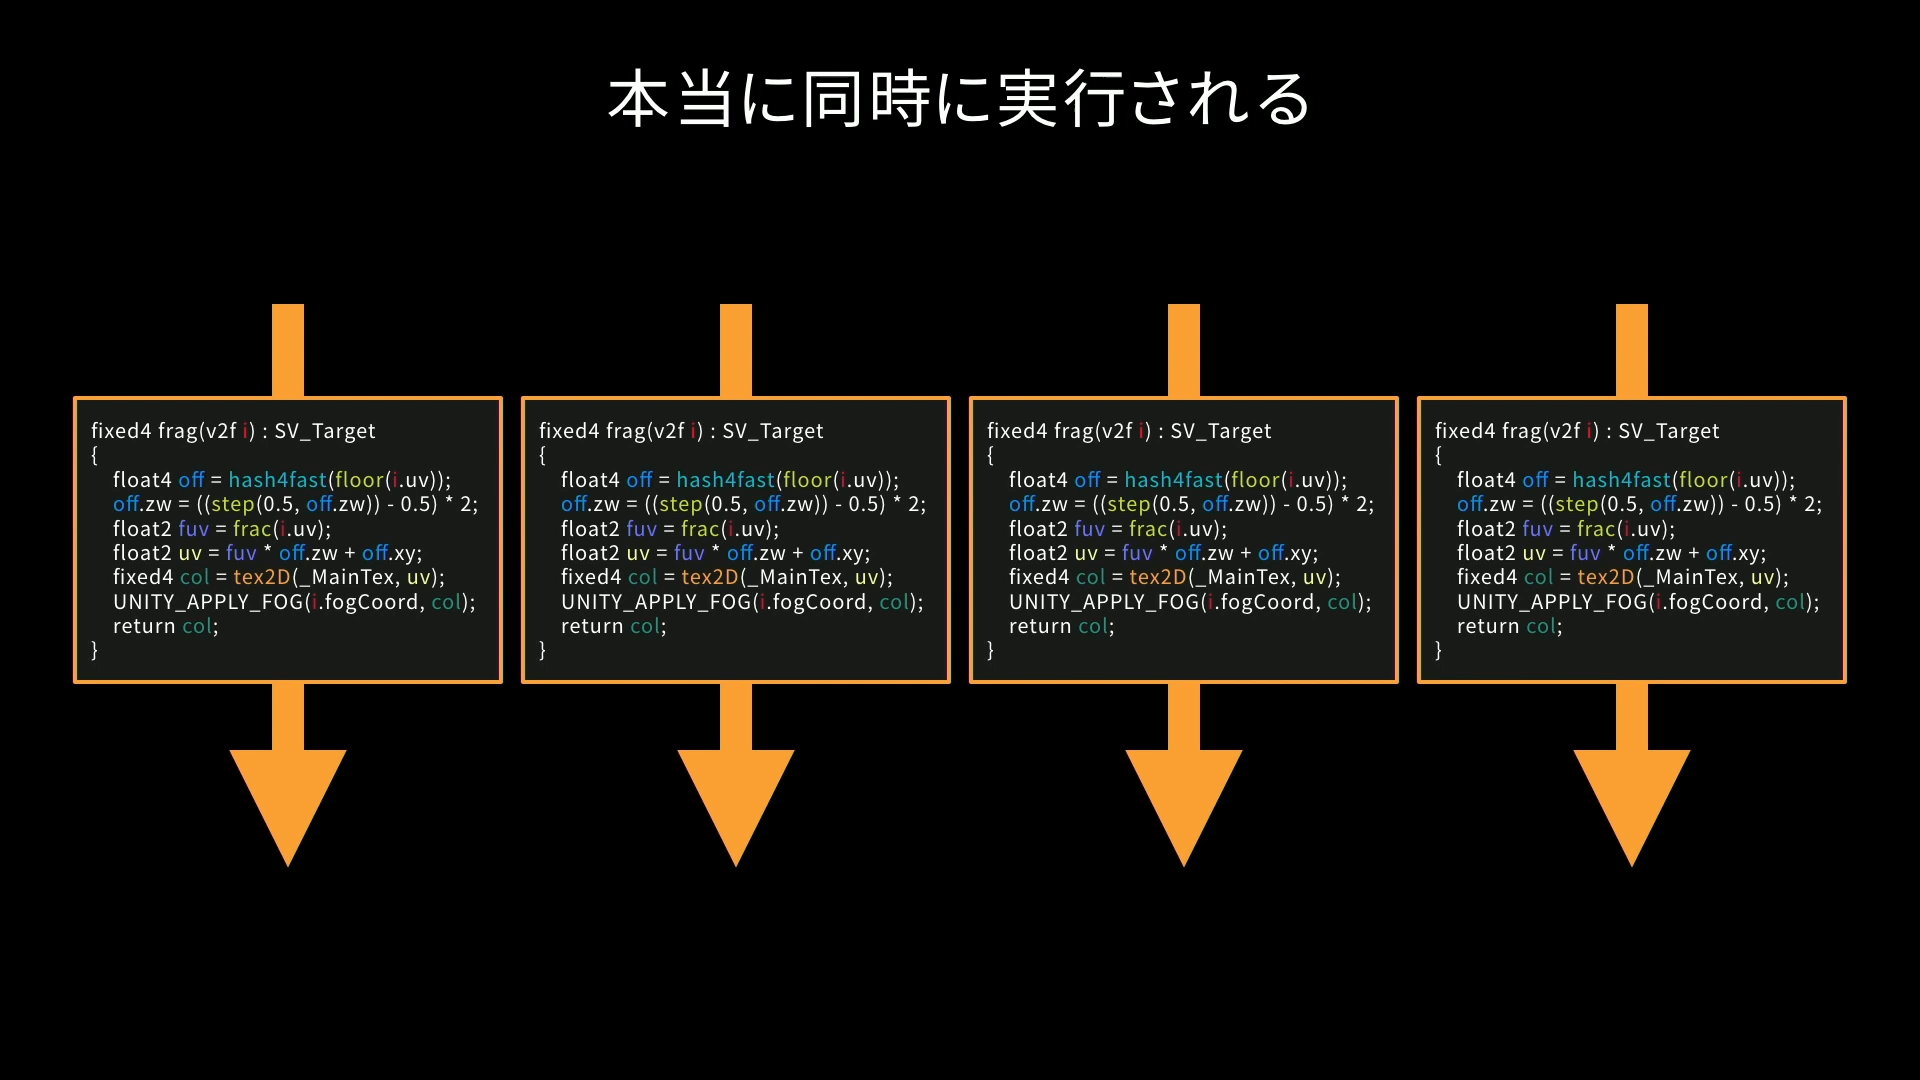 本当に同時に実行される
fixed4 frag(v2f i) : SV_Target
{
    float4 off = hash4fast(floor(i.uv));
    off.zw = ((step(0.5, off.zw)) - 0.5) * 2;
    float2 fuv = frac(i.uv);
    float2 uv = fuv * off.zw + off.xy;
    fixed4 col = tex2D(_MainTex, uv);
    UNITY_APPLY_FOG(i.fogCoord, col);
    return col;
}
fixed4 frag(v2f i) : SV_Target
{
    float4 off = hash4fast(floor(i.uv));
    off.zw = ((step(0.5, off.zw)) - 0.5) * 2;
    float2 fuv = frac(i.uv);
    float2 uv = fuv * off.zw + off.xy;
    fixed4 col = tex2D(_MainTex, uv);
    UNITY_APPLY_FOG(i.fogCoord, col);
    return col;
}
fixed4 frag(v2f i) : SV_Target
{
    float4 off = hash4fast(floor(i.uv));
    off.zw = ((step(0.5, off.zw)) - 0.5) * 2;
    float2 fuv = frac(i.uv);
    float2 uv = fuv * off.zw + off.xy;
    fixed4 col = tex2D(_MainTex, uv);
    UNITY_APPLY_FOG(i.fogCoord, col);
    return col;
}
fixed4 frag(v2f i) : SV_Target
{
    float4 off = hash4fast(floor(i.uv));
    off.zw = ((step(0.5, off.zw)) - 0.5) * 2;
    float2 fuv = frac(i.uv);
    float2 uv = fuv * off.zw + off.xy;
    fixed4 col = tex2D(_MainTex, uv);
    UNITY_APPLY_FOG(i.fogCoord, col);
    return col;
}